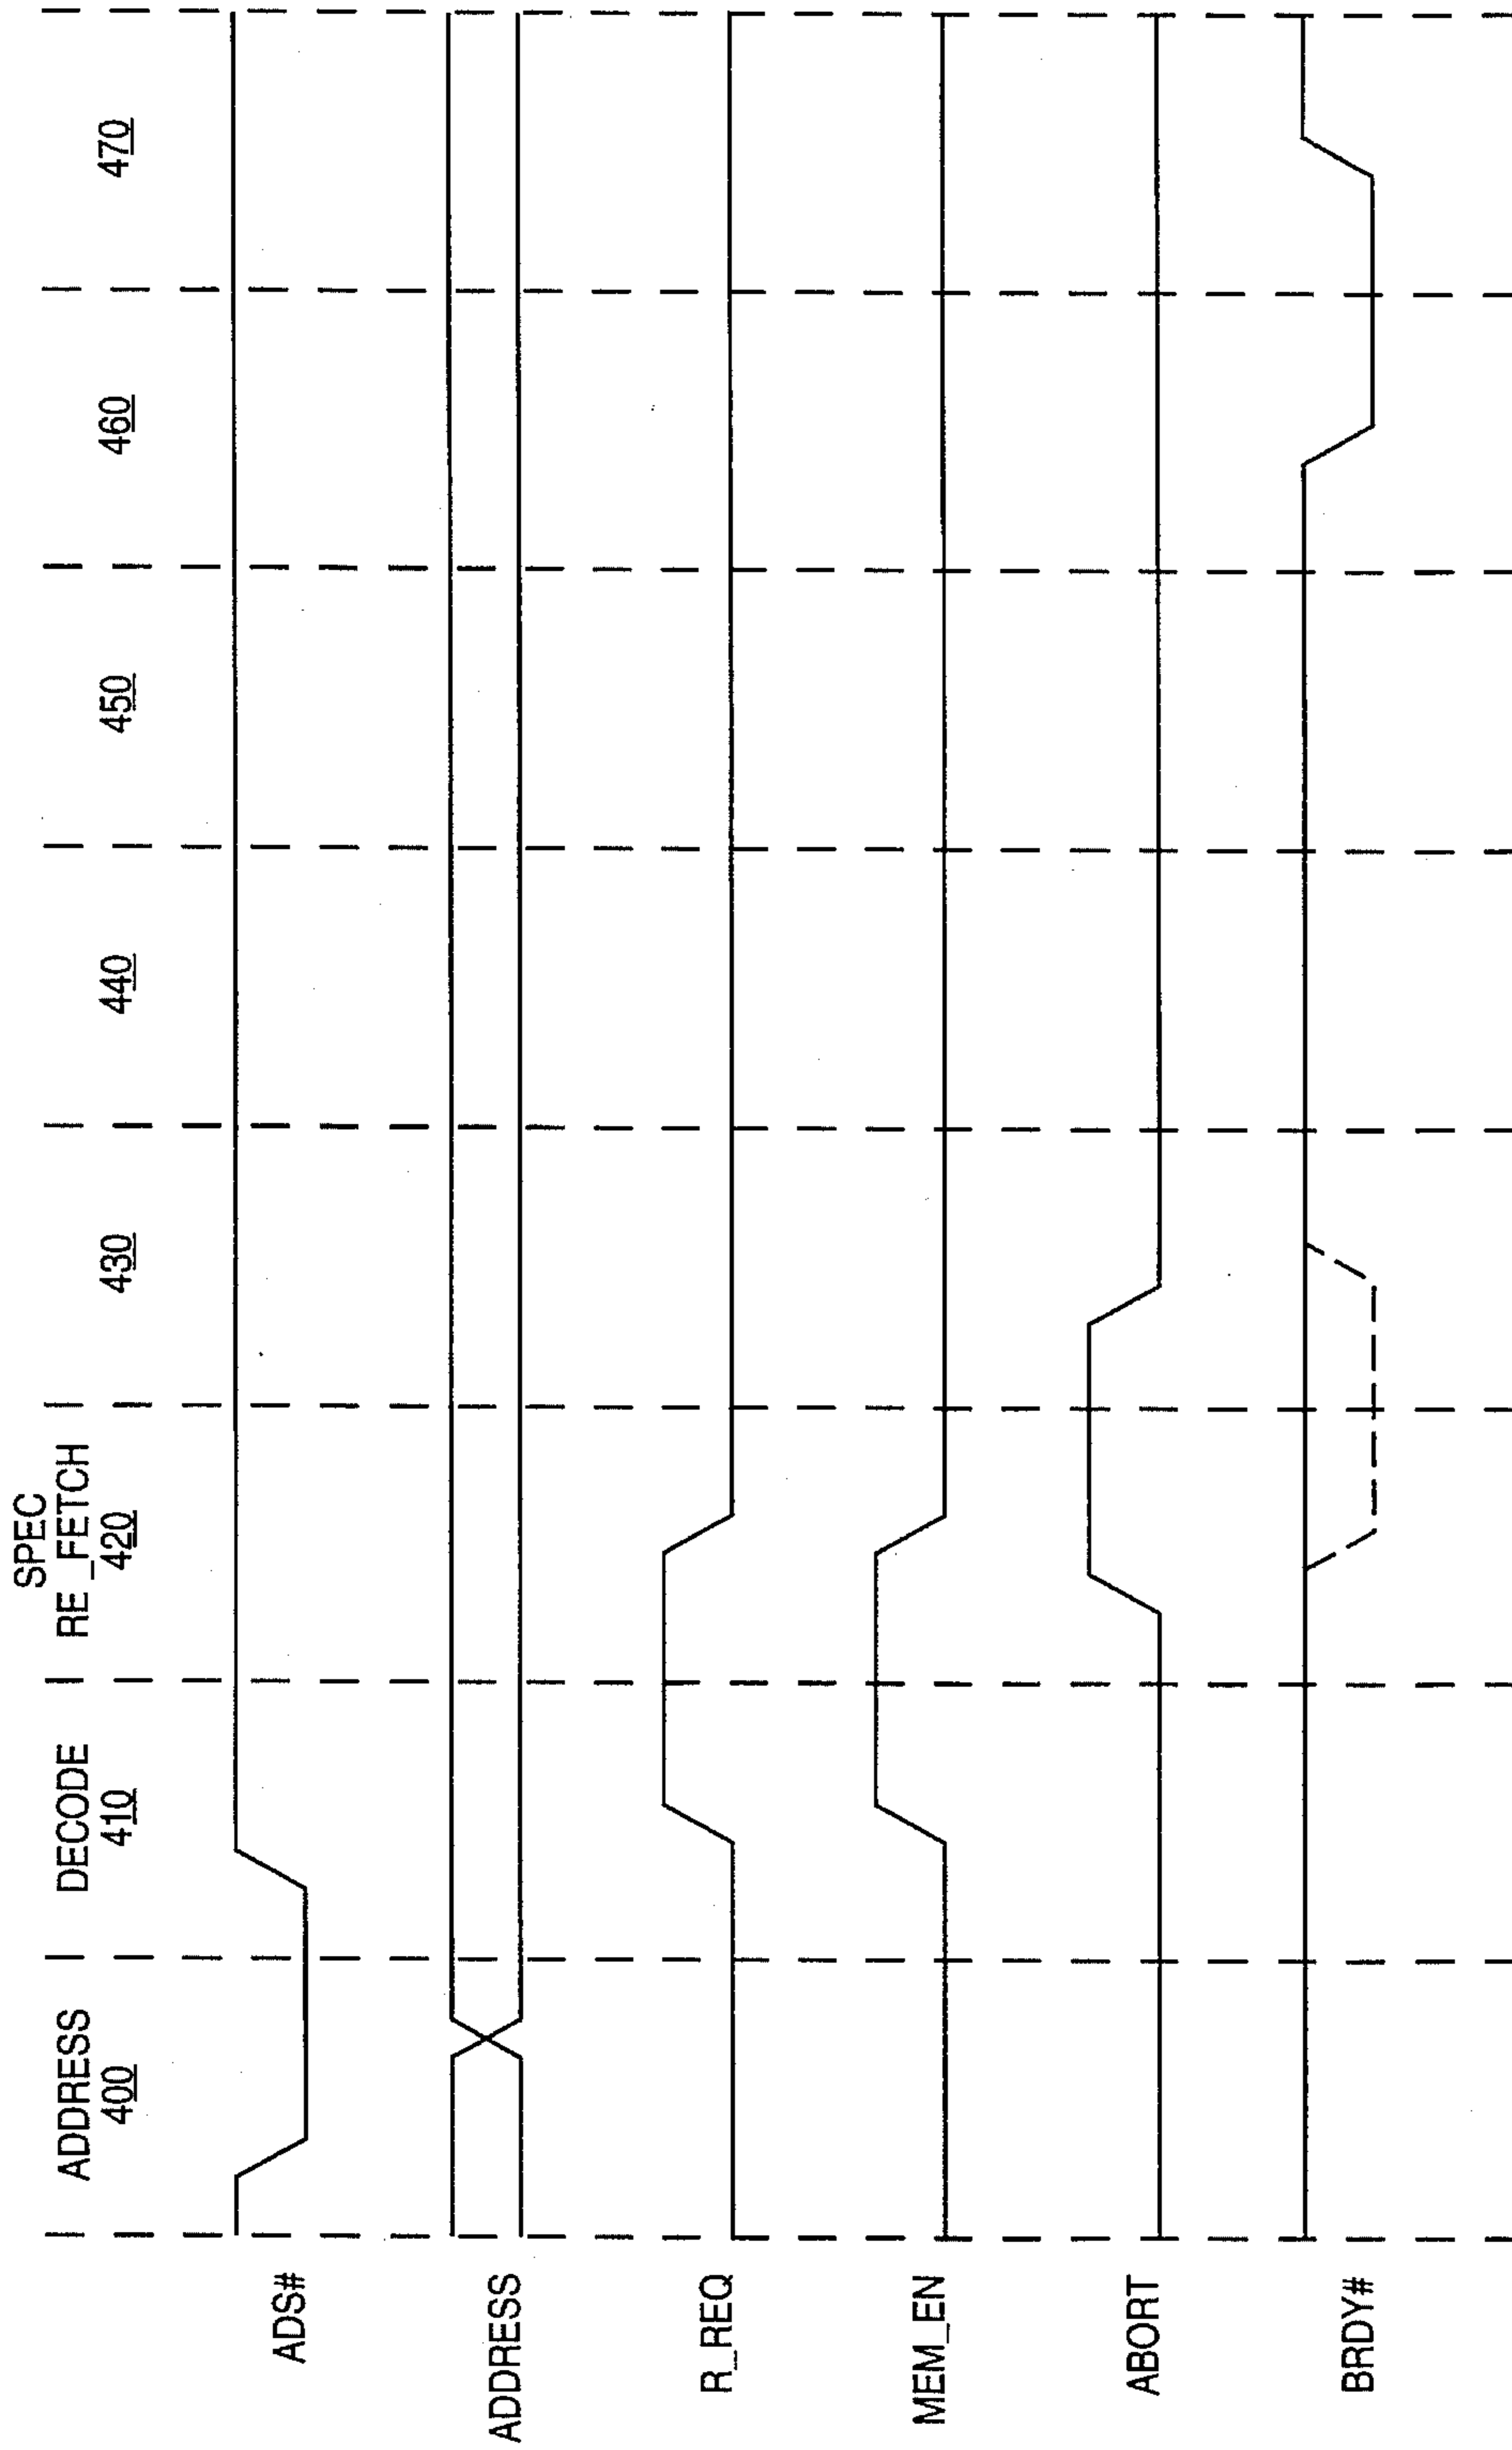 SPEC
ADDRESS DECODE RE_FETCH
400 410 420 430 440 450 460 470
ADS#
ADDRESS
R_REQ
MEM_EN
ABORT
BRDY#